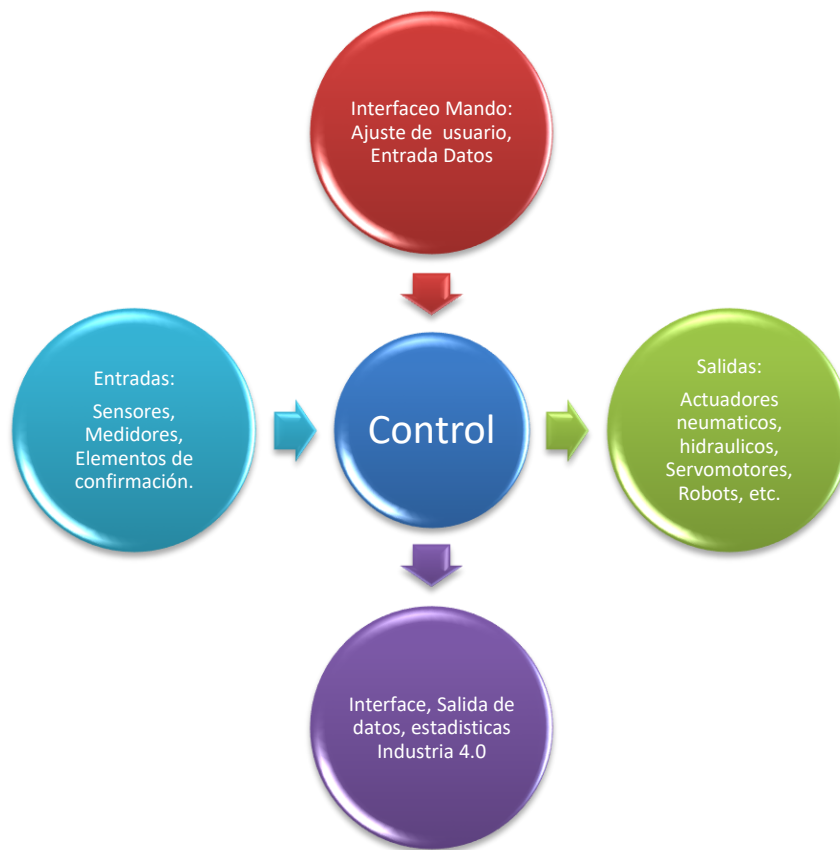 Interfaceo Mando:
Ajuste de usuario,
Entrada Datos
Entradas:
Sensores,
Medidores,
Elementos de
confirmación.
Control
Salidas:
Actuadores
neumaticos,
hidraulicos,
Servomotores,
Robots, etc.
Interface, Salida de
datos, estadisticas
Industria 4.0